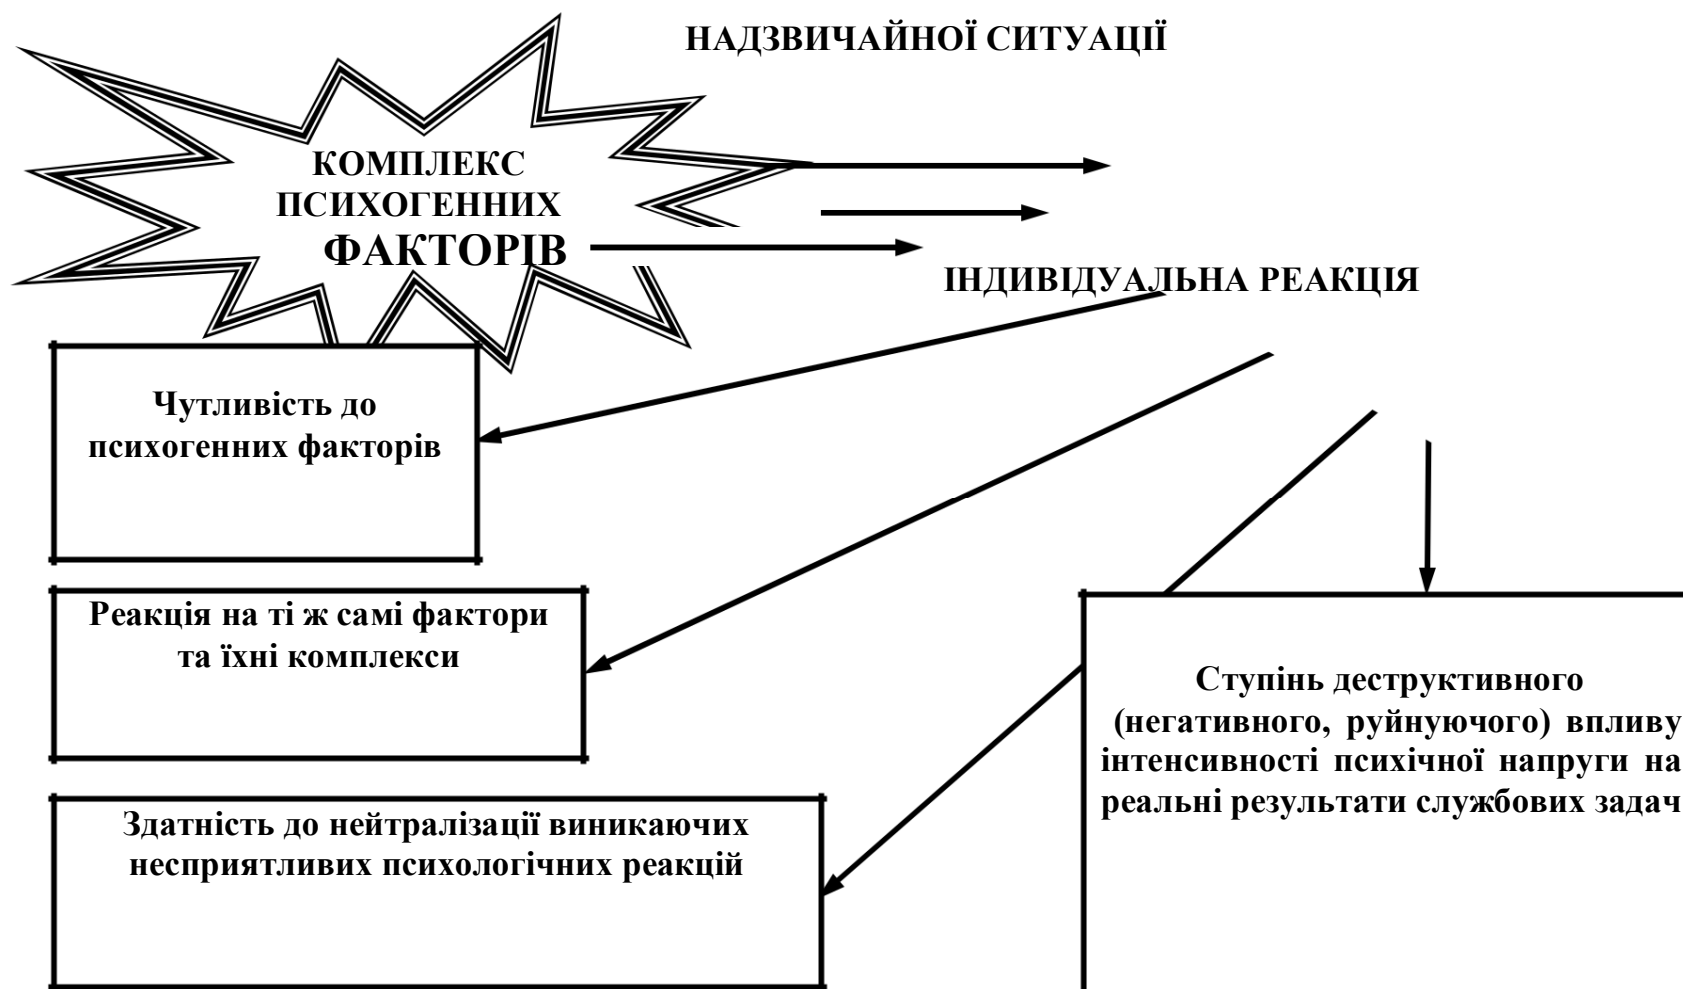 НАДЗВИЧАЙНОЇ СИТУАЦІЇ
КОМПЛЕКС
ПСИХОГЕННИХ
ФАКТОРІВ
ІНДИВІДУАЛЬНА РЕАКЦІЯ
Чутливість до
психогенних факторів
Реакція на ті ж самі фактори
та їхні комплекси
Здатність до нейтралізації виникаючих
несприятливих психологічних реакцій
Ступінь деструктивного
(негативного, руйнуючого) впливу
інтенсивності психічної напруги на
реальні результати службових задач